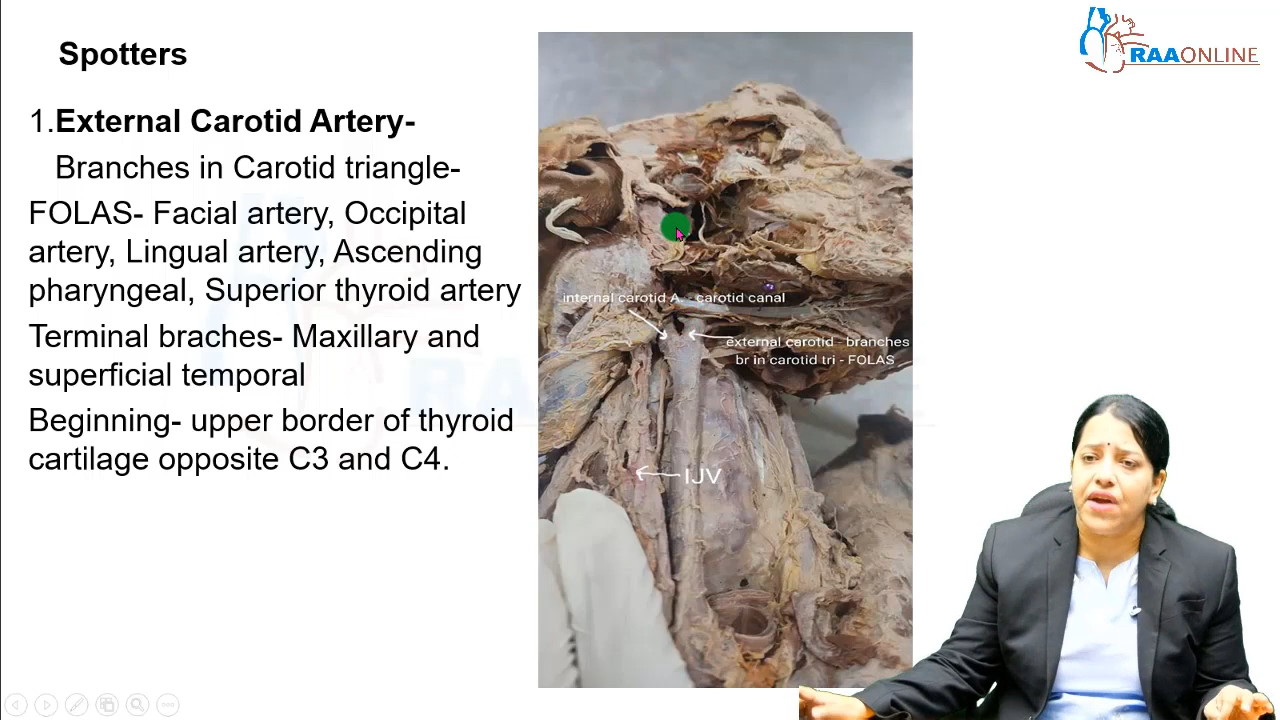 Spotters
RAAONLINE
1.External Carotid Artery-
Branches in Carotid triangle-
FOLAS- Facial artery, Occipital
artery, Lingual artery, Ascending
pharyngeal, Superior thyroid artery
Terminal braches- Maxillary and
superficial temporal
Beginning- upper border of thyroid
cartilage opposite C3 and C4.
internal carotid A. - carotid canal
external carotid - branches
br in carotid tri - FOLAS
IJV